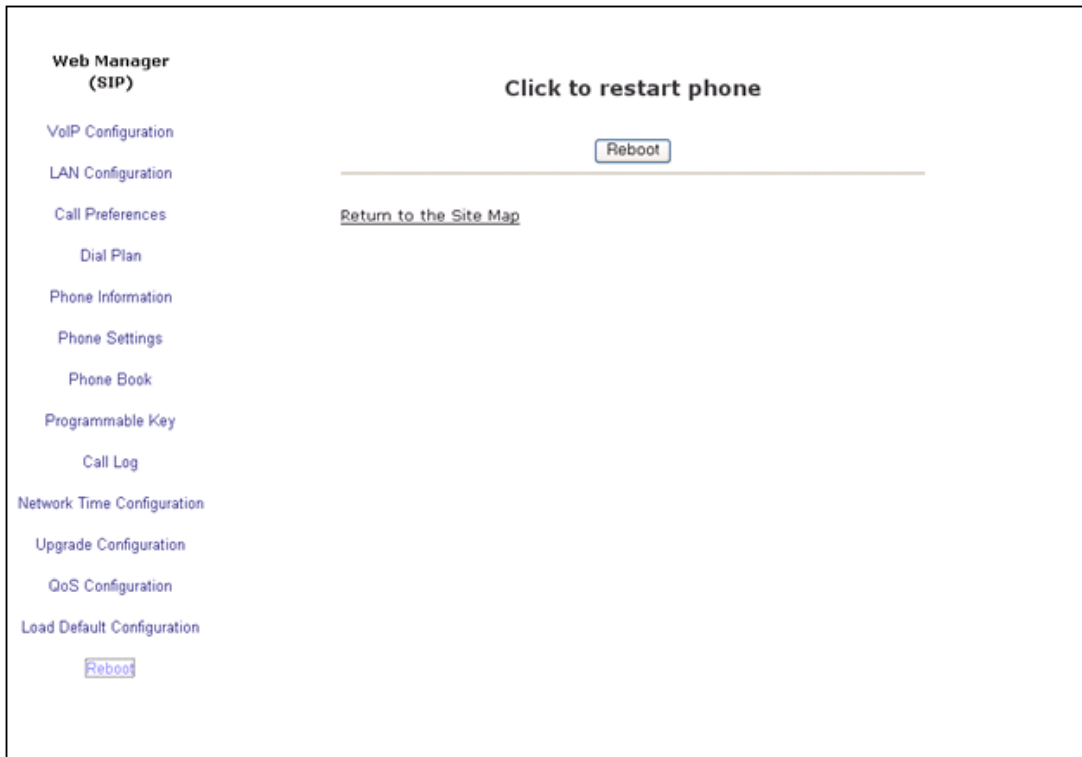 Web Manager
(SIP)
VoIP Configuration
LAN Configuration
Call Preferences
Dial Plan
Phone Information
Phone Settings
Phone Book
Programmable Key
Call Log
Network Time Configuration
Upgrade Configuration
QoS Configuration
Load Default Configuration
Reboot
Click to restart phone
Reboot
Return to the Site Map